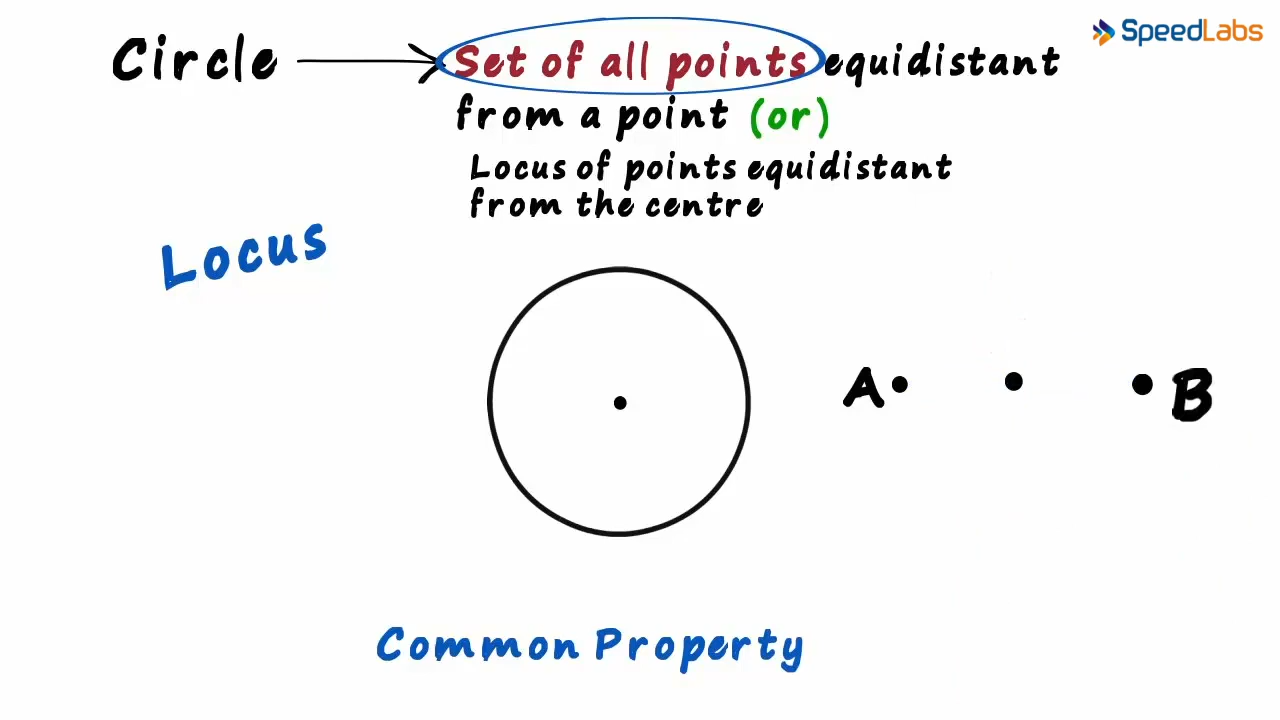 SpeedLabs
Circle Set of all points equidistant
from a point (or)
Locus of points equidistant
from the centre
Locus
A B
Common Property